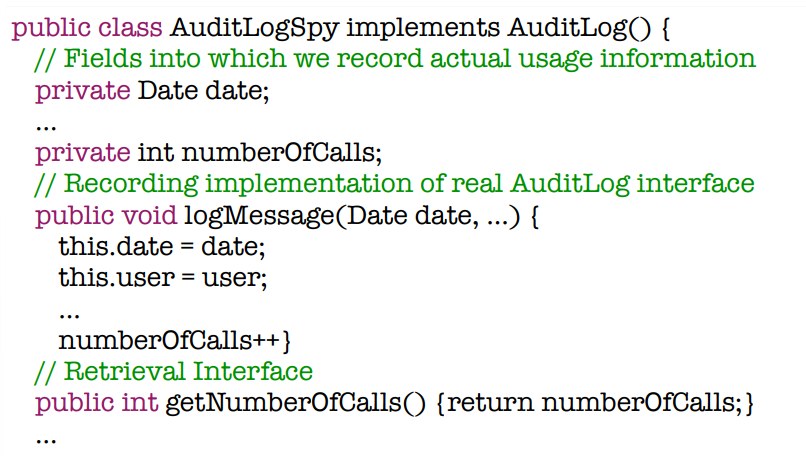 public class AuditLogSpy implements AuditLog() {
// Fields into which we record actual usage information
private Date date;
...
private int numberOfCalls;
// Recording implementation of real AuditLog interface
public void logMessage(Date date, ...) {
this.date = date;
this.user = user;
...
numberOfCalls++}
// Retrieval Interface
public int getNumberOfCalls() {return numberOfCalls;}
...